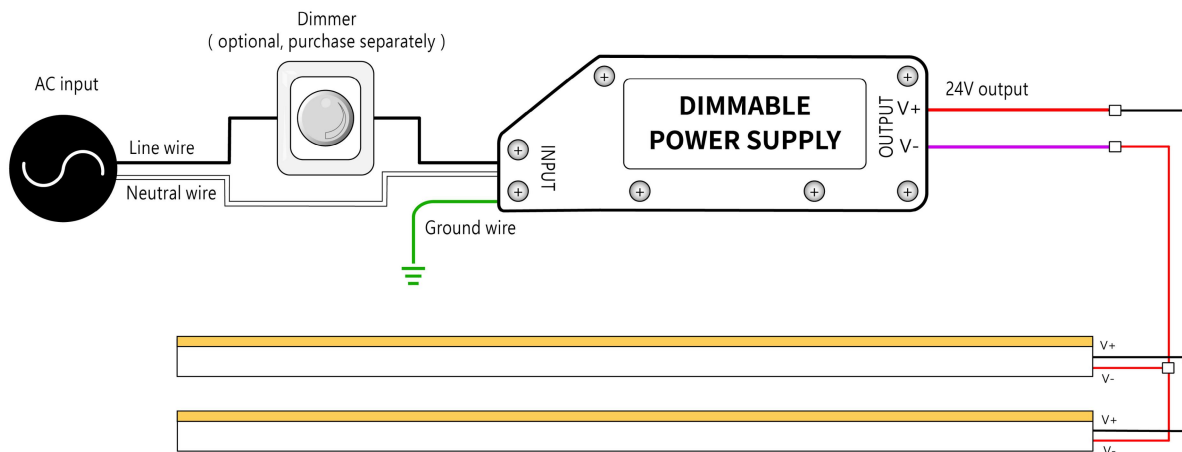 Dimmer
( optional, purchase separately )
AC input
Line wire
Neutral wire
Ground wire
INPUT
DIMMABLE
POWER SUPPLY
OUTPUT
V+
V-
24V output
V+
V-
V+
V-